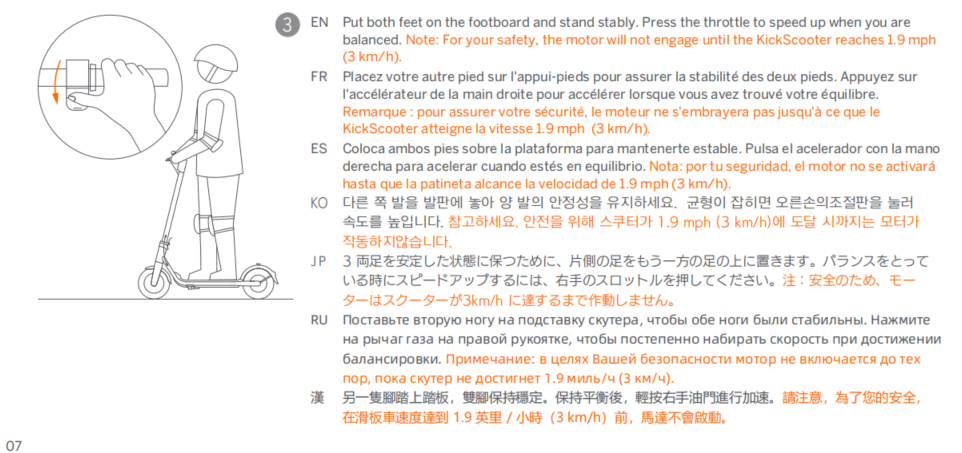 3
EN Put both feet on the footboard and stand stably. Press the throttle to speed up when you are
balanced. Note: For your safety, the motor will not engage until the KickScooter reaches 1.9 mph
(3 km/h).
FR Placez votre autre pied sur l'appui-pieds pour assurer la stabilité des deux pieds. Appuyez sur
l'accélérateur de la main droite pour accélérer lorsque vous avez trouvé votre équilibre.
Remarque : pour assurer votre sécurité, le moteur ne s'embrayera pas jusqu'à ce que le
KickScooter atteigne la vitesse 1.9 mph (3 km/h).
ES Coloca ambos pies sobre la plataforma para mantenerte estable. Pulsa el acelerador con la mano
derecha para acelerar cuando estés en equilibrio. Nota: por tu seguridad, el motor no se activará
hasta que la patineta alcance la velocidad de 1.9 mph (3 km/h).
KO 다른 쪽 발을 발판에 놓아 양 발의 안정성을 유지하세요. 균형이 잡히면 오른손의조절판을 눌러
속도를 높입니다. 참고하세요. 안전을 위해 스쿠터가 1.9 mph (3 km/h)에 도달 시까지는 모터가
작동하지않습니다.
JP 3 両足を安定した状態に保つために、片側の足をもう一方の足の上に置きます。バランスをとって
いる時にスピードアップするには、右手のスロットルを押してください。注：安全のため、モー
ターはスクーターが3km/h に達するまで作動しません。
RU Поставьте вторую ногу на подставку скутера, чтобы обе ноги были стабильны. Нажмите
на рычаг газа на правой рукоятке, чтобы постепенно набирать скорость при достижении
балансировки. Примечание: в целях Вашей безопасности мотор не включается до тех
пор, пока скутер не достигнет 1.9 миль/ч (3 км/ч).
漢 另一隻腳踏上踏板，雙腳保持穩定。保持平衡後，輕按右手油門進行加速。請注意，為了您的安全，
在滑板車速度達到 1.9 英里 / 小時（3 km/h）前，馬達不會啟動。
07